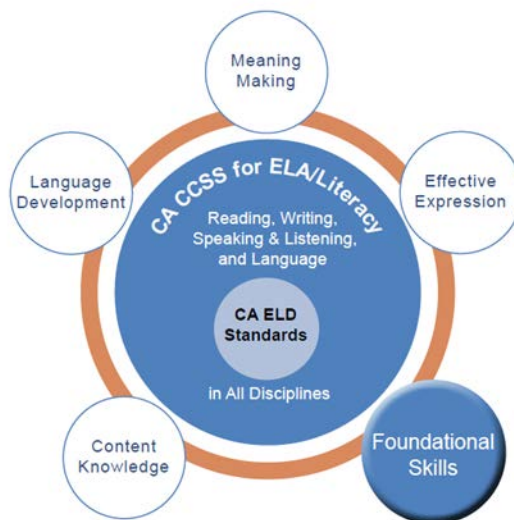 Meaning
Making
Language
Development
Effective
Expression
CA CCSS for ELA/Literacy
Reading, Writing,
Speaking & Listening,
and Language
CA ELD
Standards
in All Disciplines
Content
Knowledge
Foundational
Skills